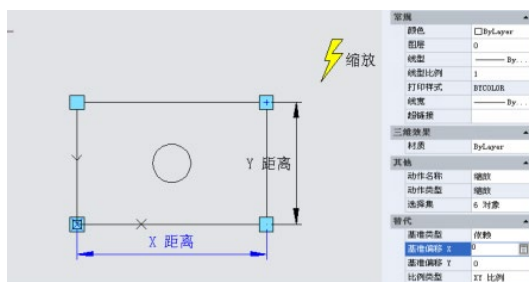 缩放
Y 距离
X 距离
常规
颜色 ByLayer
图层 0
线型 By...
线型比例 1
打印样式 BYCOLOR
线宽 By...
超链接
三维效果
材质 ByLayer
其他
动作名称 缩放
动作类型 缩放
选择集 6 对象
替代
基准类型 依赖
基准偏移 X 0
基准偏移 Y 0
比例类型 XY 比例